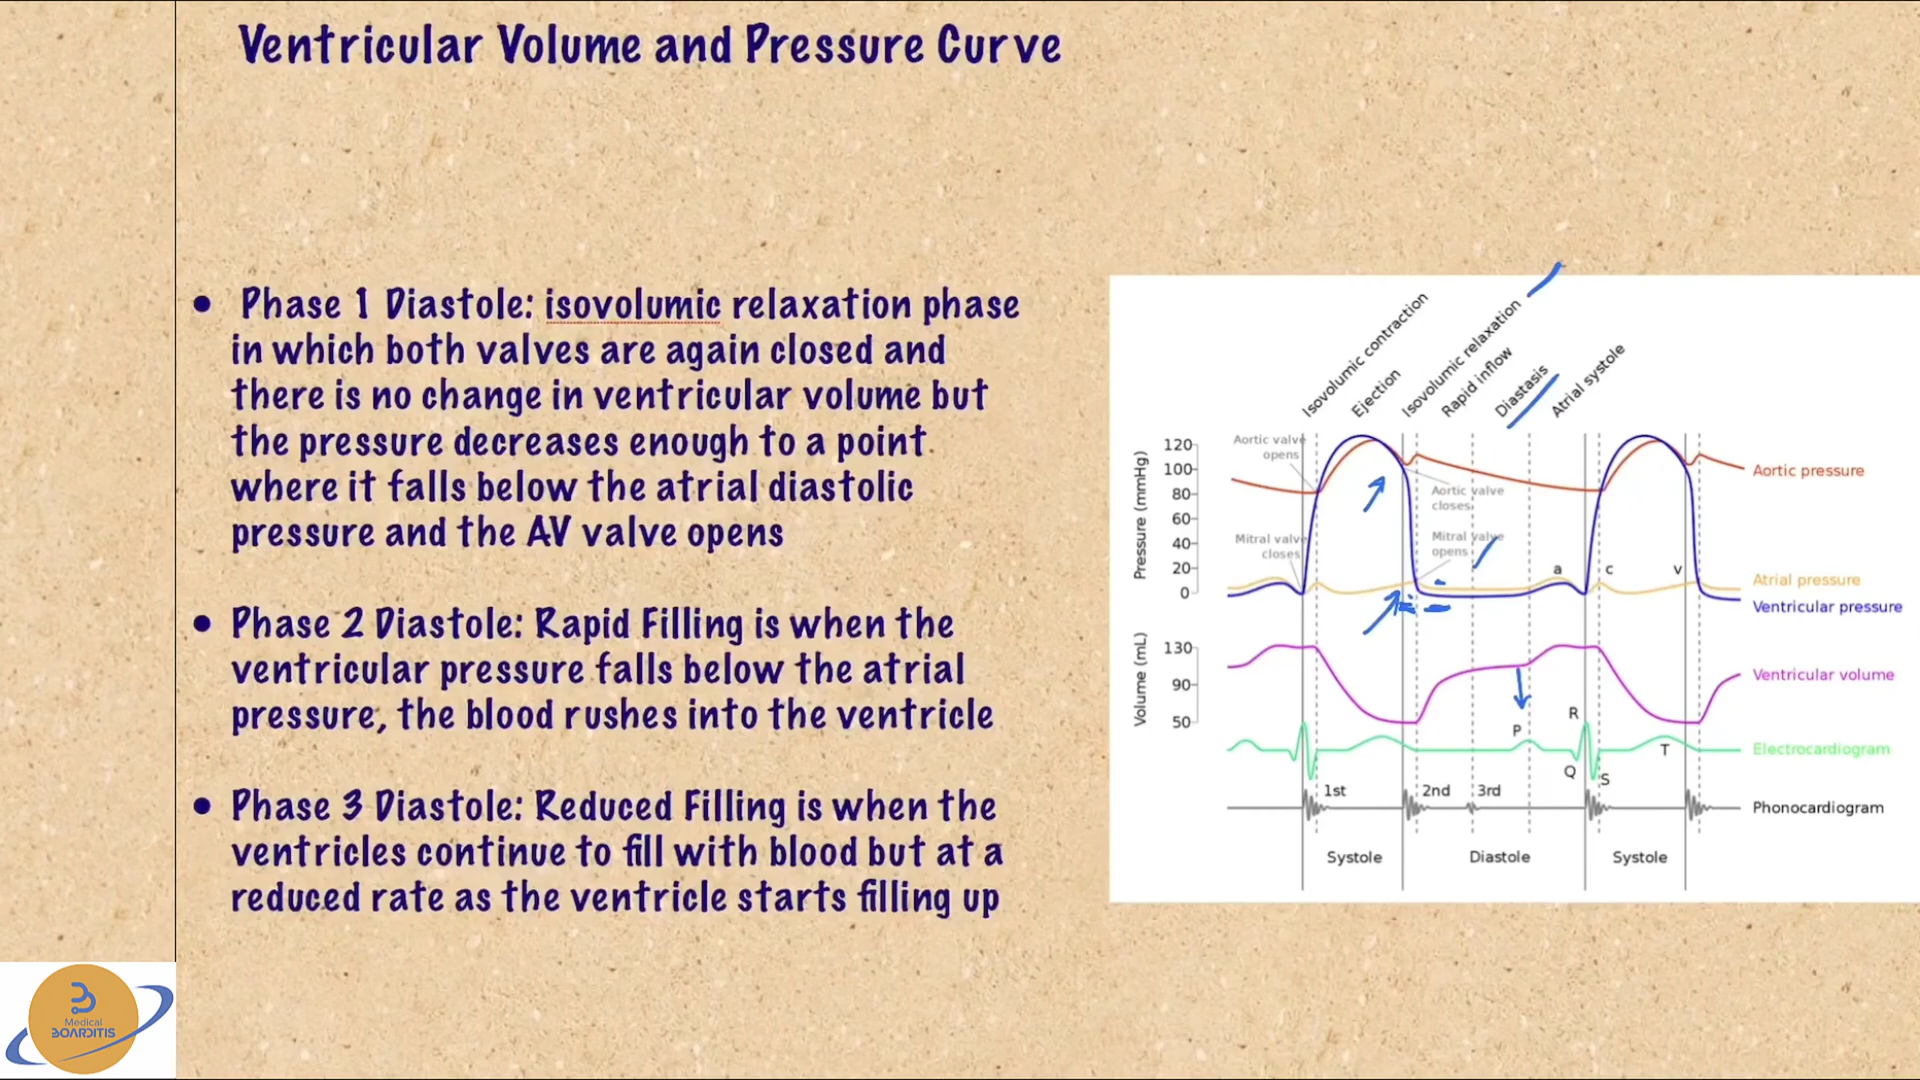 Ventricular Volume and Pressure Curve
• Phase 1 Diastole: isovolumic relaxation phase
in which both valves are again closed and
there is no change in ventricular volume but
the pressure decreases enough to a point
where it falls below the atrial diastolic
pressure and the AV valve opens
• Phase 2 Diastole: Rapid Filling is when the
ventricular pressure falls below the atrial
pressure, the blood rushes into the ventricle
• Phase 3 Diastole: Reduced Filling is when the
ventricles continue to fill with blood but at a
reduced rate as the ventricle starts filling up
Isovolumic contraction
Ejection
Isovolumic relaxation
Rapid inflow
Diastasis
Atrial systole
Pressure (mmHg)
120
100
80
60
40
20
0
Aortic valve
opens
Aortic valve
closes
Mitral valve
closes
Mitral valve
opens
a
c
v
Aortic pressure
Atrial pressure
Ventricular pressure
Volume (mL)
130
90
50
Ventricular volume
R
P
Q
S
T
Electrocardiogram
1st
2nd
3rd
Phonocardiogram
Systole
Diastole
Systole
Medical
BOARDITIS